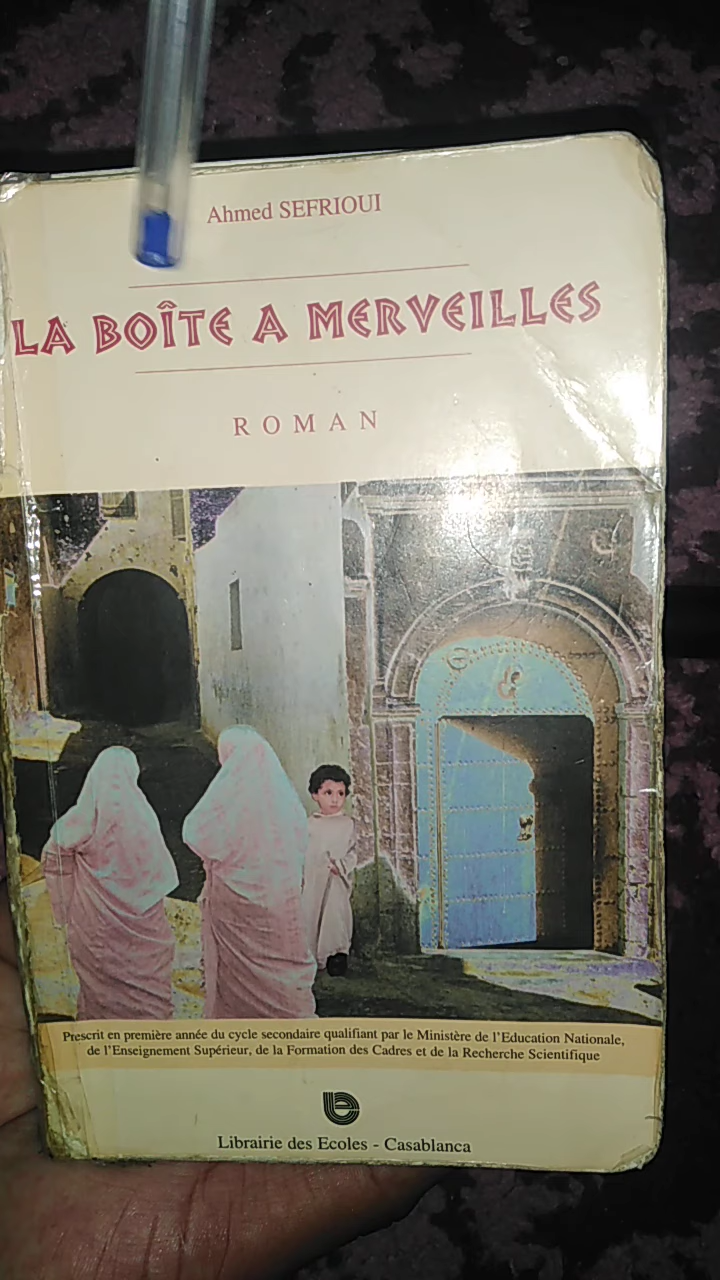 Ahmed SEFRIOUI
LA BOÎTE A MERVEILLES
ROMAN
Prescrit en première année du cycle secondaire qualifiant par le Ministère de l'Education Nationale,
de l'Enseignement Supérieur, de la Formation des Cadres et de la Recherche Scientifique
Librairie des Ecoles - Casablanca